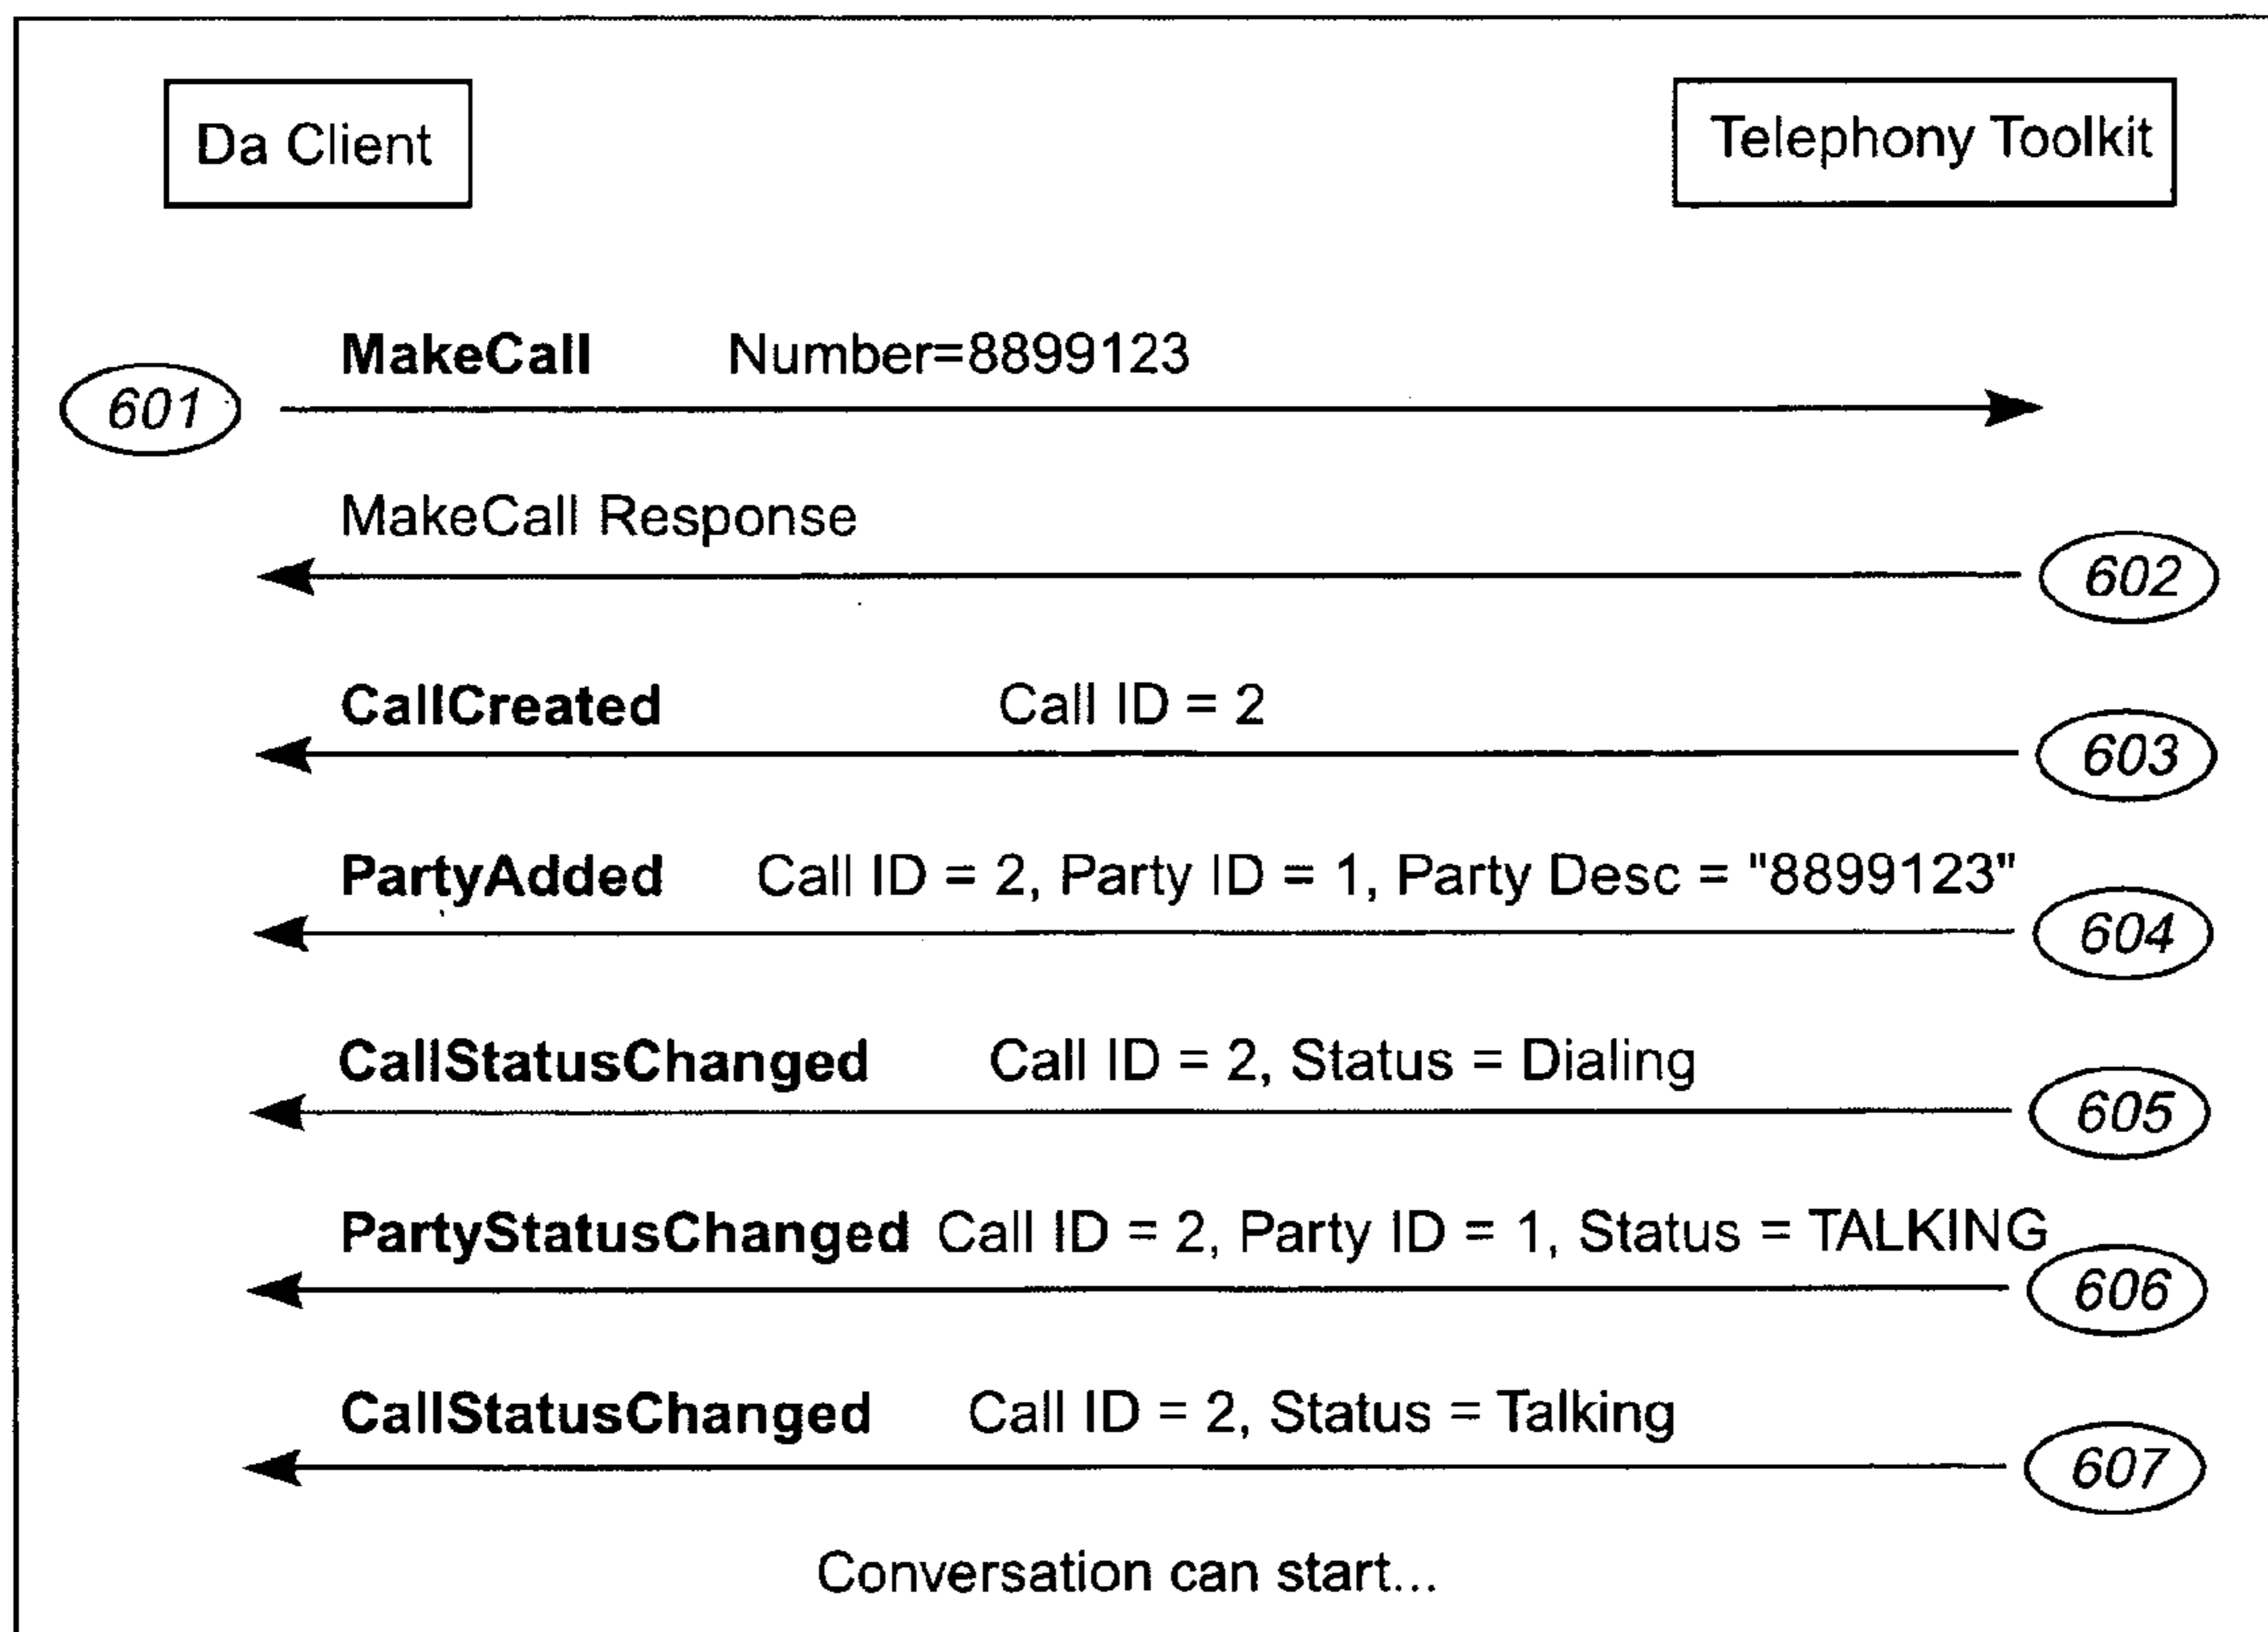 Da Client
Telephony Toolkit
MakeCall Number=8899123
601
MakeCall Response
602
CallCreated Call ID = 2
603
PartyAdded Call ID = 2, Party ID = 1, Party Desc = "8899123"
604
CallStatusChanged Call ID = 2, Status = Dialing
605
PartyStatusChanged Call ID = 2, Party ID = 1, Status = TALKING
606
CallStatusChanged Call ID = 2, Status = Talking
607
Conversation can start...